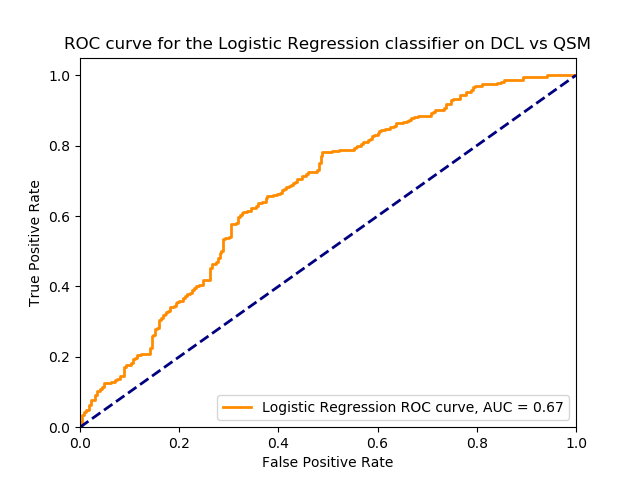 ROC curve for the Logistic Regression classifier on DCL vs QSM
True Positive Rate
1.0
0.8
0.6
0.4
0.2
0.0
Logistic Regression ROC curve, AUC = 0.67
0.0 0.2 0.4 0.6 0.8 1.0
False Positive Rate